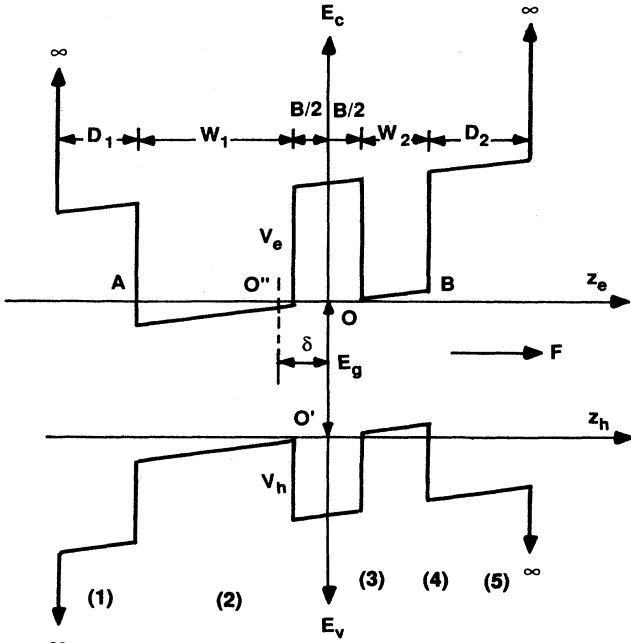 E_c
∞ ∞
B/2 B/2
D_1 W_1 W_2 D_2
V_e
A O" B z_e
O
δ E_g F
O' z_h
V_h
(1) (2) (3) (4) (5) ∞
E_v